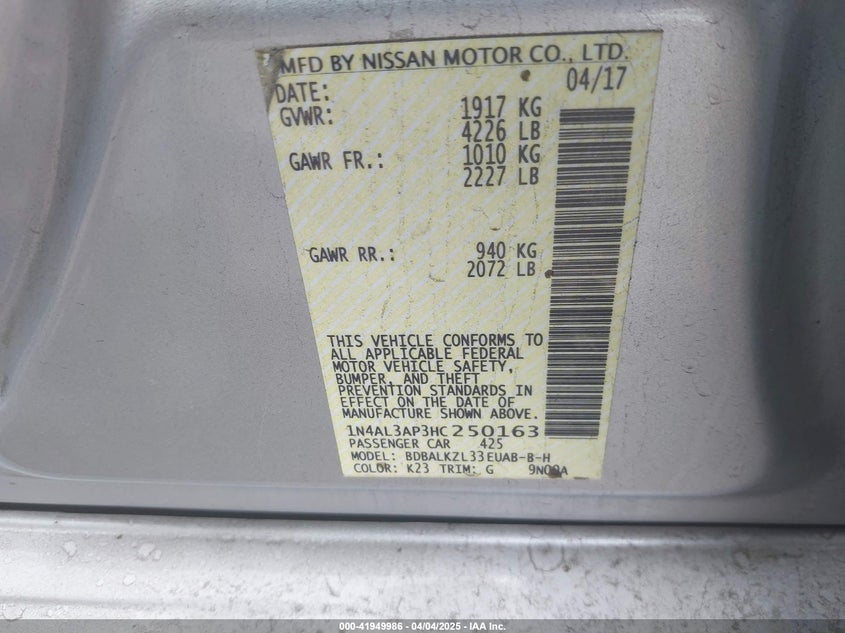 MFD BY NISSAN MOTOR CO., LTD.
DATE: 04/17
GVWR: 1917 KG
4226 LB
GAWR FR.: 1010 KG
2227 LB
GAWR RR.: 940 KG
2072 LB
THIS VEHICLE CONFORMS TO
ALL APPLICABLE FEDERAL
MOTOR VEHICLE SAFETY,
BUMPER, AND THEFT
PREVENTION STANDARDS IN
EFFECT ON THE DATE OF
MANUFACTURE SHOWN ABOVE.
1N4AL3AP3HC250163
PASSENGER CAR 425
MODEL: BDBALKZL33EUAB-B-H
COLOR: K23 TRIM: G
000-41949986 - 04/04/2025 - IAA Inc.